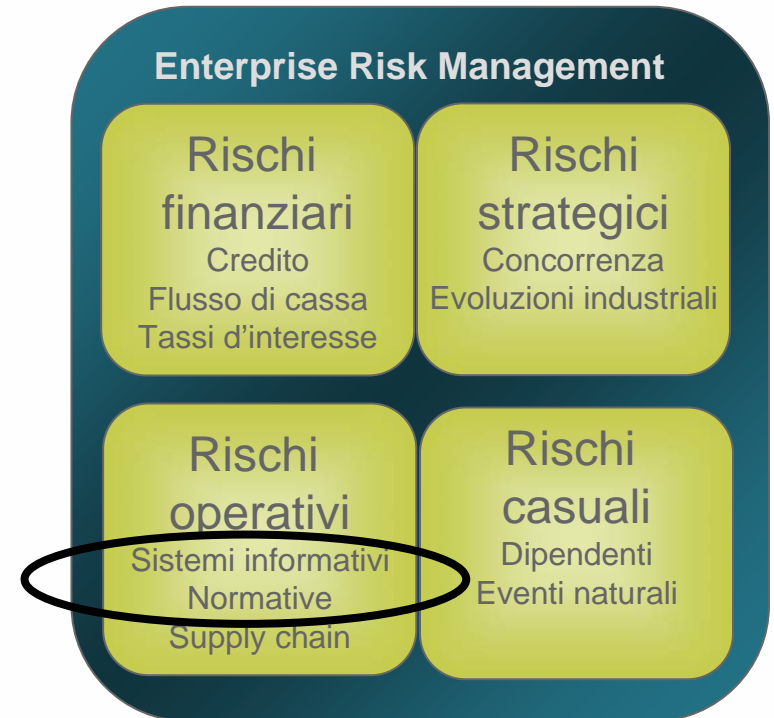 Enterprise Risk Management
Rischi
finanziari
Credito
Flusso di cassa
Tassi d’interesse
Rischi
strategici
Concorrenza
Evoluzioni industriali
Rischi
operativi
Sistemi informativi
Normative
Supply chain
Rischi
casuali
Dipendenti
Eventi naturali